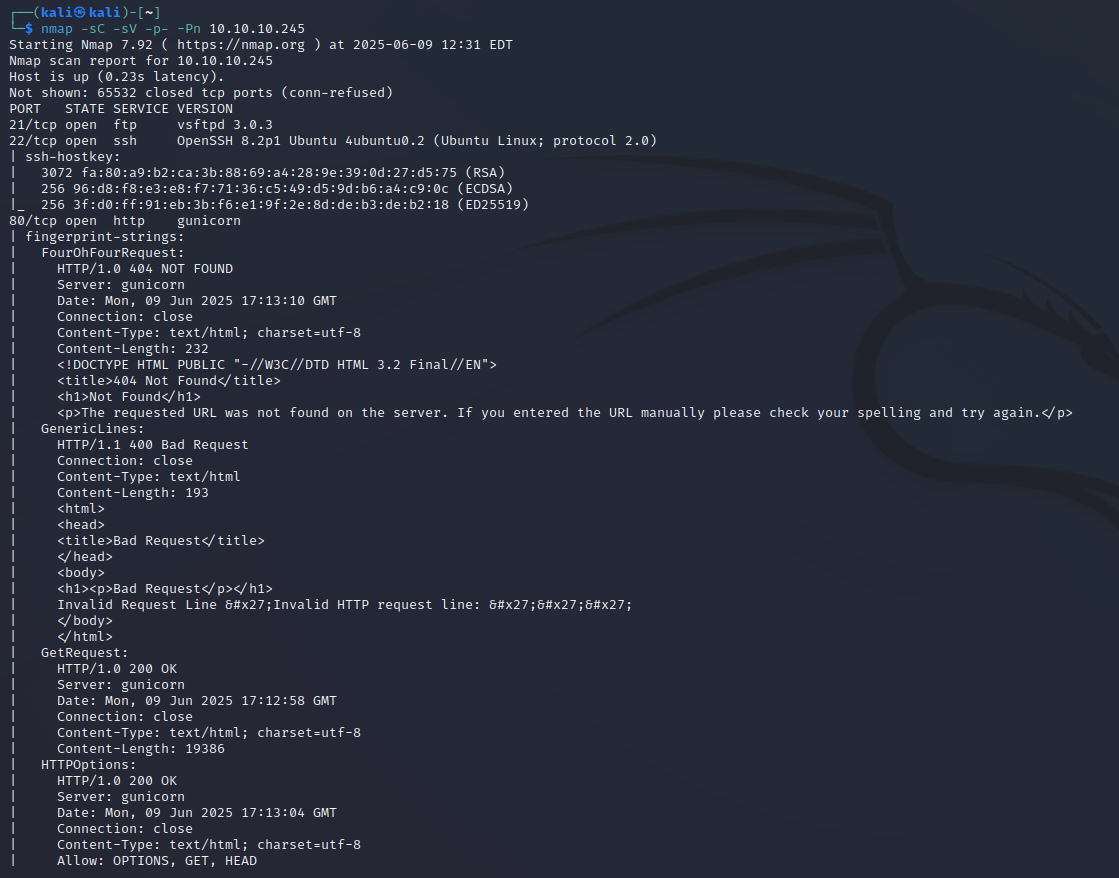 ┌──(kali㉿kali)-[~]
└─$ nmap -sC -sV -p- -Pn 10.10.10.245
Starting Nmap 7.92 ( https://nmap.org ) at 2025-06-09 12:31 EDT
Nmap scan report for 10.10.10.245
Host is up (0.23s latency).
Not shown: 65532 closed tcp ports (conn-refused)
PORT   STATE SERVICE VERSION
21/tcp open  ftp     vsftpd 3.0.3
22/tcp open  ssh     OpenSSH 8.2p1 Ubuntu 4ubuntu0.2 (Ubuntu Linux; protocol 2.0)
| ssh-hostkey:
|   3072 fa:80:a9:b2:ca:3b:88:69:a4:28:9e:39:0d:27:d5:75 (RSA)
|   256 96:d8:f8:e3:e8:f7:71:36:c5:49:d5:9d:b6:a4:c9:0c (ECDSA)
|_  256 3f:d0:ff:91:eb:3b:f6:e1:9f:2e:8d:de:b3:de:b2:18 (ED25519)
80/tcp open  http    gunicorn
| fingerprint-strings:
|   FourOhFourRequest:
|     HTTP/1.0 404 NOT FOUND
|     Server: gunicorn
|     Date: Mon, 09 Jun 2025 17:13:10 GMT
|     Connection: close
|     Content-Type: text/html; charset=utf-8
|     Content-Length: 232
|     <!DOCTYPE HTML PUBLIC "-//W3C//DTD HTML 3.2 Final//EN">
|     <title>404 Not Found</title>
|     <h1>Not Found</h1>
|     <p>The requested URL was not found on the server. If you entered the URL manually please check your spelling and try again.</p>
|   GenericLines:
|     HTTP/1.1 400 Bad Request
|     Connection: close
|     Content-Type: text/html
|     Content-Length: 193
|     <html>
|     <head>
|     <title>Bad Request</title>
|     </head>
|     <body>
|     <h1><p>Bad Request</p></h1>
|     Invalid Request Line &#x27;Invalid HTTP request line: &#x27;&#x27;&#x27;
|     </body>
|     </html>
|   GetRequest:
|     HTTP/1.0 200 OK
|     Server: gunicorn
|     Date: Mon, 09 Jun 2025 17:12:58 GMT
|     Connection: close
|     Content-Type: text/html; charset=utf-8
|     Content-Length: 19386
|   HTTPOptions:
|     HTTP/1.0 200 OK
|     Server: gunicorn
|     Date: Mon, 09 Jun 2025 17:13:04 GMT
|     Connection: close
|     Content-Type: text/html; charset=utf-8
|     Allow: OPTIONS, GET, HEAD